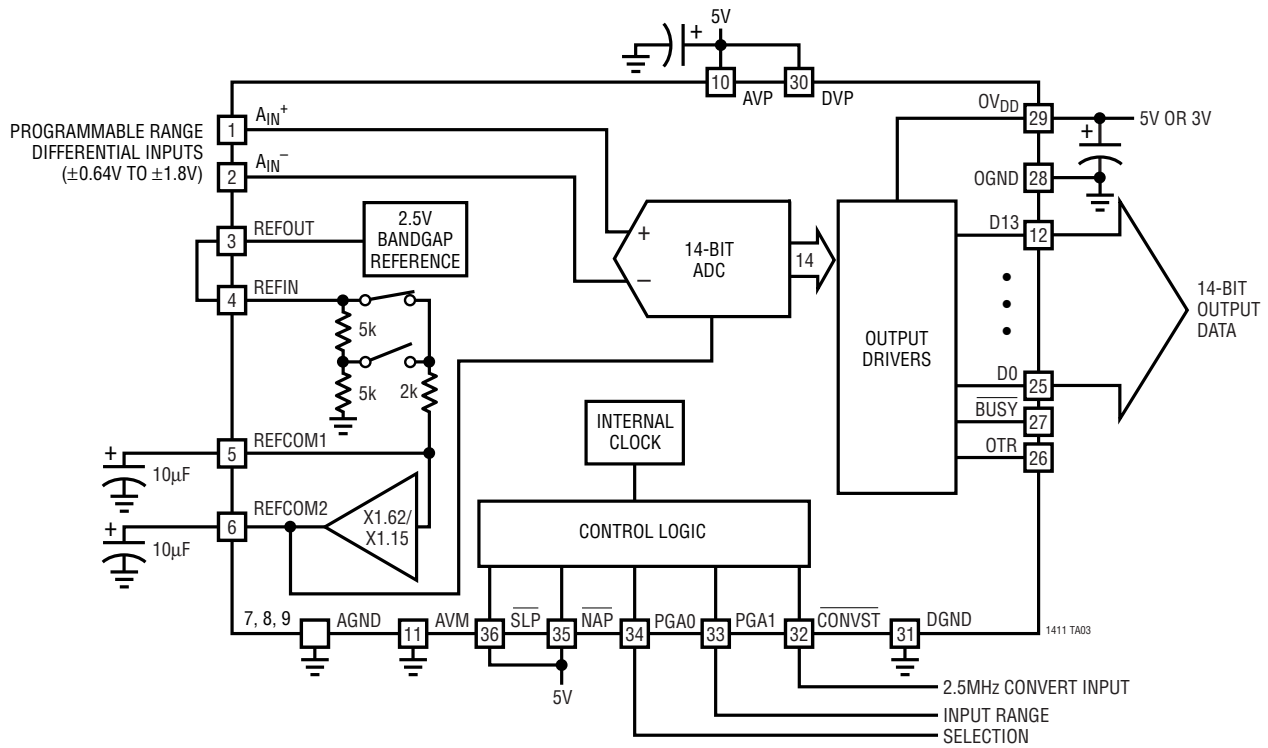 5V
10
AVP
30
DVP
PROGRAMMABLE RANGE
DIFFERENTIAL INPUTS
(±0.64V TO ±1.8V)
1
AIN+
2
AIN−
3
REFOUT
2.5V
BANDGAP
REFERENCE
4
REFIN
5k
5k
2k
+
−
14-BIT
ADC
14
OUTPUT
DRIVERS
OVDD
29
5V OR 3V
+
OGND
28
D13
12
D0
25
BUSY
27
OTR
26
14-BIT
OUTPUT
DATA
+
10µF
5
REFCOM1
+
10µF
6
REFCOM2
X1.62/
X1.15
INTERNAL
CLOCK
CONTROL LOGIC
7, 8, 9
AGND
11
AVM
36
SLP
35
NAP
34
PGA0
33
PGA1
32
CONVST
31
DGND
1411 TA03
5V
2.5MHz CONVERT INPUT
INPUT RANGE
SELECTION
+